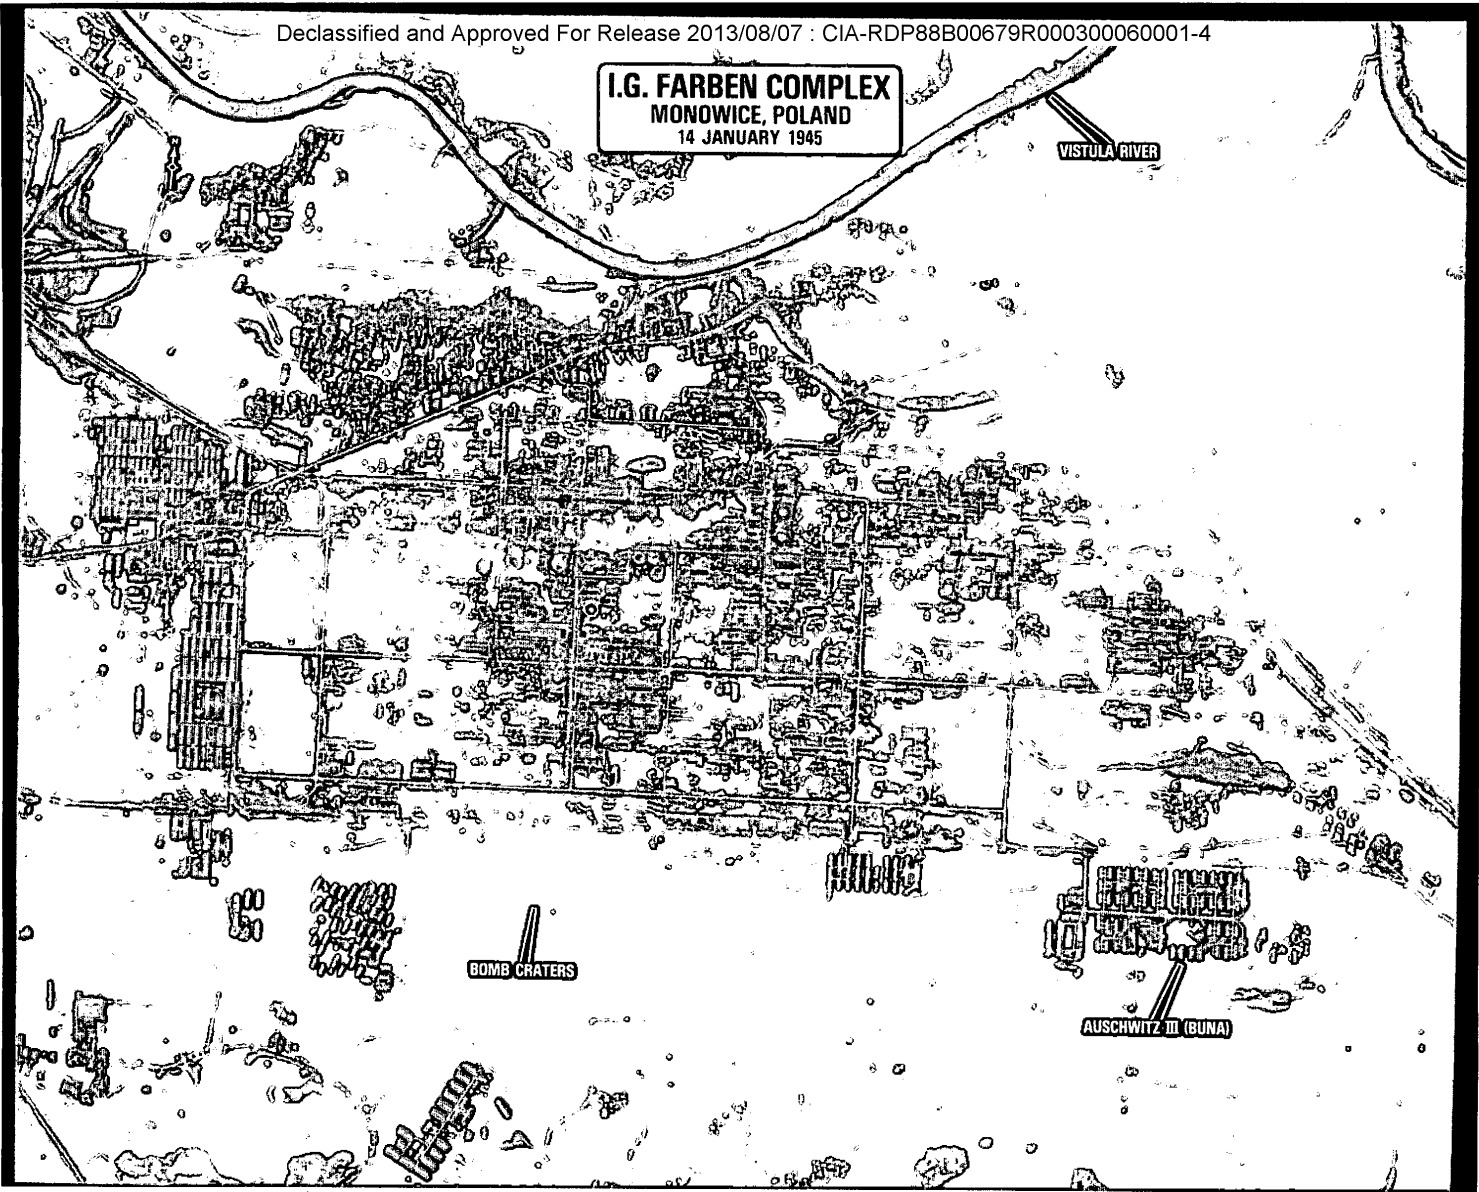 Declassified and Approved For Release 2013/08/07 : CIA-RDP88B00679R000300060001-4
I.G. FARBEN COMPLEX
MONOWICE, POLAND
14 JANUARY 1945
VISTULA RIVER
BOMB CRATERS
AUSCHWITZ III (BUNA)